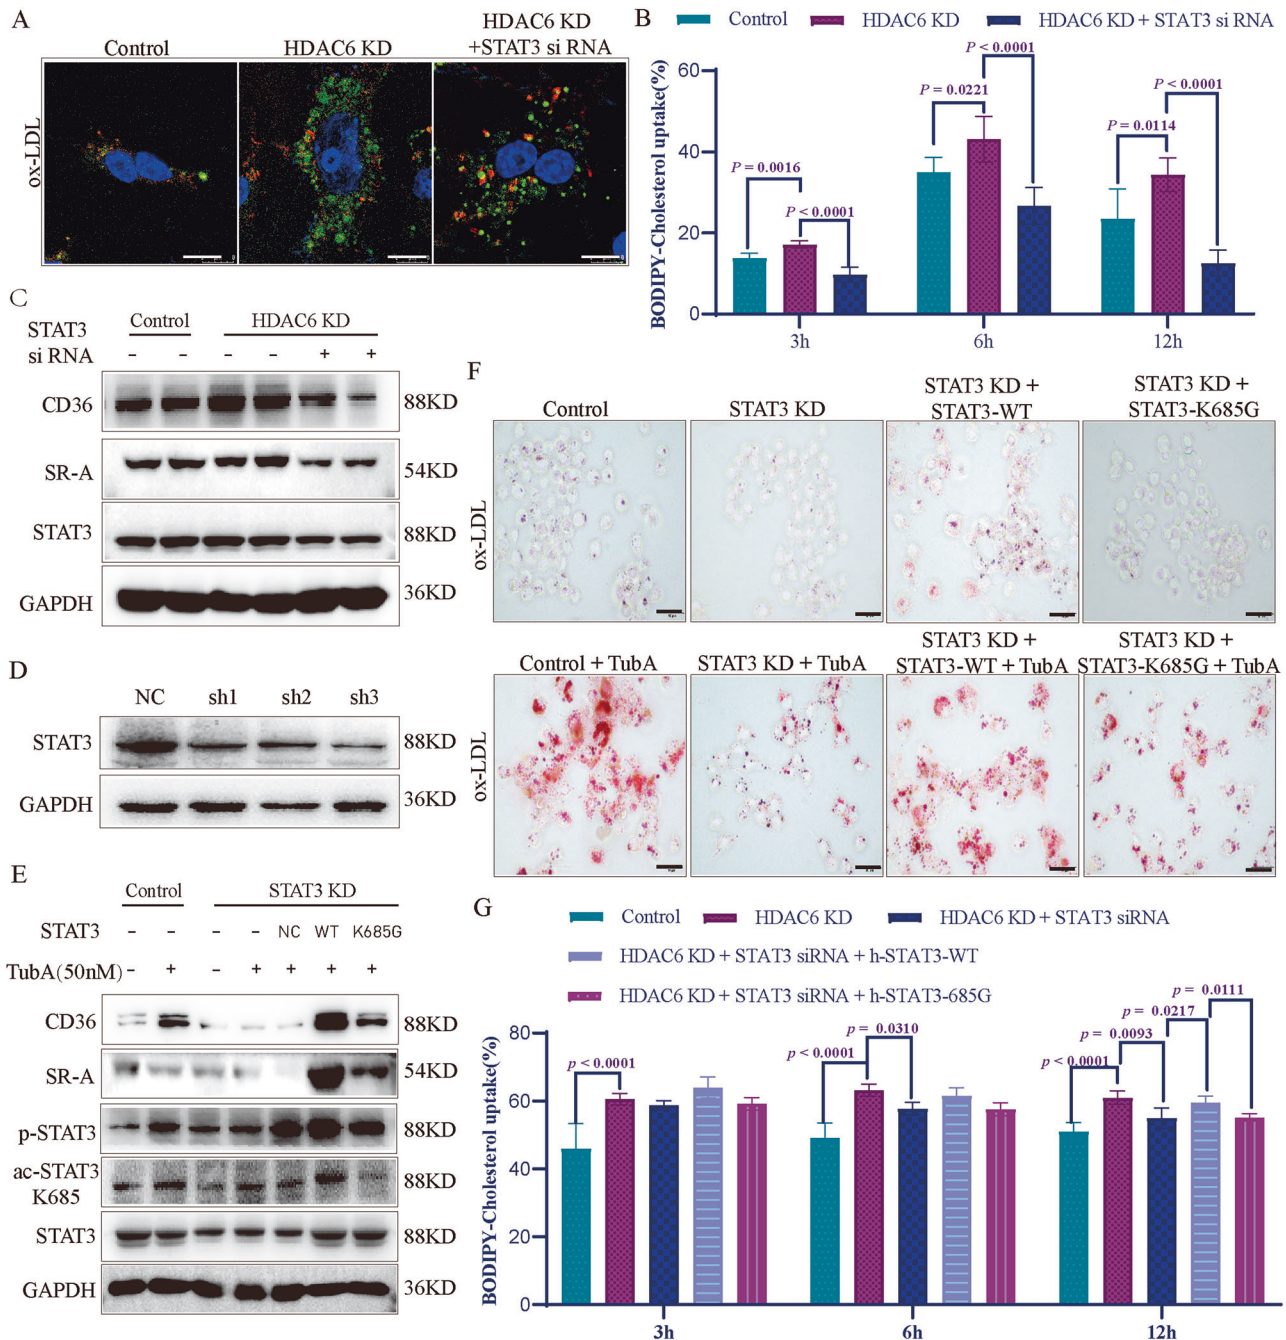 A
Control
HDAC6 KD
HDAC6 KD
+STAT3 si RNA
ox-LDL
B
Control
HDAC6 KD
HDAC6 KD + STAT3 si RNA
BODIPY-Cholesterol uptake(%)
60
40
20
0
P = 0.0016
P < 0.0001
P = 0.0221
P < 0.0001
P = 0.0114
P < 0.0001
3h
6h
12h
C
STAT3
si RNA
Control
HDAC6 KD
- - - - + +
CD36
88KD
SR-A
54KD
STAT3
88KD
GAPDH
36KD
D
NC sh1 sh2 sh3
STAT3
88KD
GAPDH
36KD
E
Control
STAT3 KD
STAT3 - - - - NC WT K685G
TubA(50nM) - + - + + + +
CD36
88KD
SR-A
54KD
p-STAT3
88KD
ac-STAT3
K685
88KD
STAT3
88KD
GAPDH
36KD
F
Control
STAT3 KD
STAT3 KD +
STAT3-WT
STAT3 KD +
STAT3-K685G
ox-LDL
Control + TubA
STAT3 KD + TubA
STAT3 KD +
STAT3-WT + TubA
STAT3 KD +
STAT3-K685G + TubA
ox-LDL
G
Control
HDAC6 KD
HDAC6 KD + STAT3 siRNA
HDAC6 KD + STAT3 siRNA + h-STAT3-WT
HDAC6 KD + STAT3 siRNA + h-STAT3-685G
BODIPY-Cholesterol uptake(%)
80
60
40
20
0
p < 0.0001
p < 0.0001
p = 0.0310
p < 0.0001
p = 0.0093
p = 0.0217
p = 0.0111
3h
6h
12h